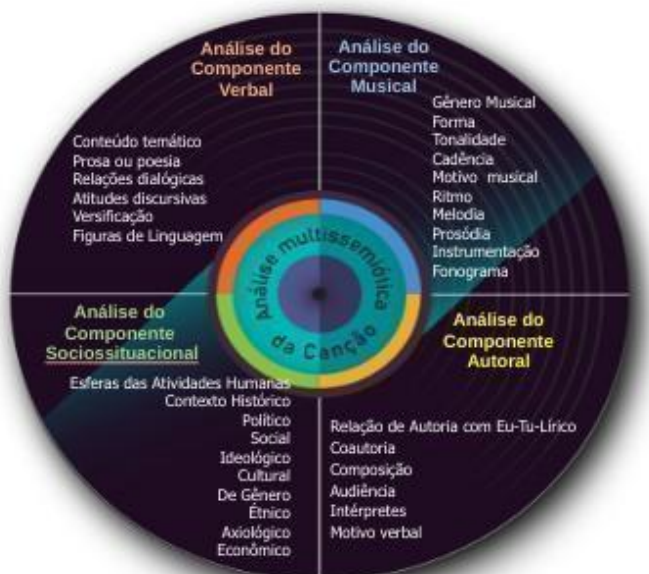 Análise do
Componente
Verbal
Conteúdo temático
Prosa ou poesia
Relações dialógicas
Atitudes discursivas
Versificação
Figuras de Linguagem
Análise do
Componente
Musical
Gênero Musical
Forma
Tonalidade
Cadência
Motivo musical
Ritmo
Melodia
Prosódia
Instrumentação
Fonograma
Análise multissemiótica
da Canção
Análise do
Componente
Sociossituacional
Esferas das Atividades Humanas
Contexto Histórico
Político
Social
Ideológico
Cultural
De Gênero
Étnico
Axiológico
Econômico
Análise do
Componente
Autoral
Relação de Autoria com Eu-Tu-Lírico
Coautoria
Composição
Audiência
Intérpretes
Motivo verbal